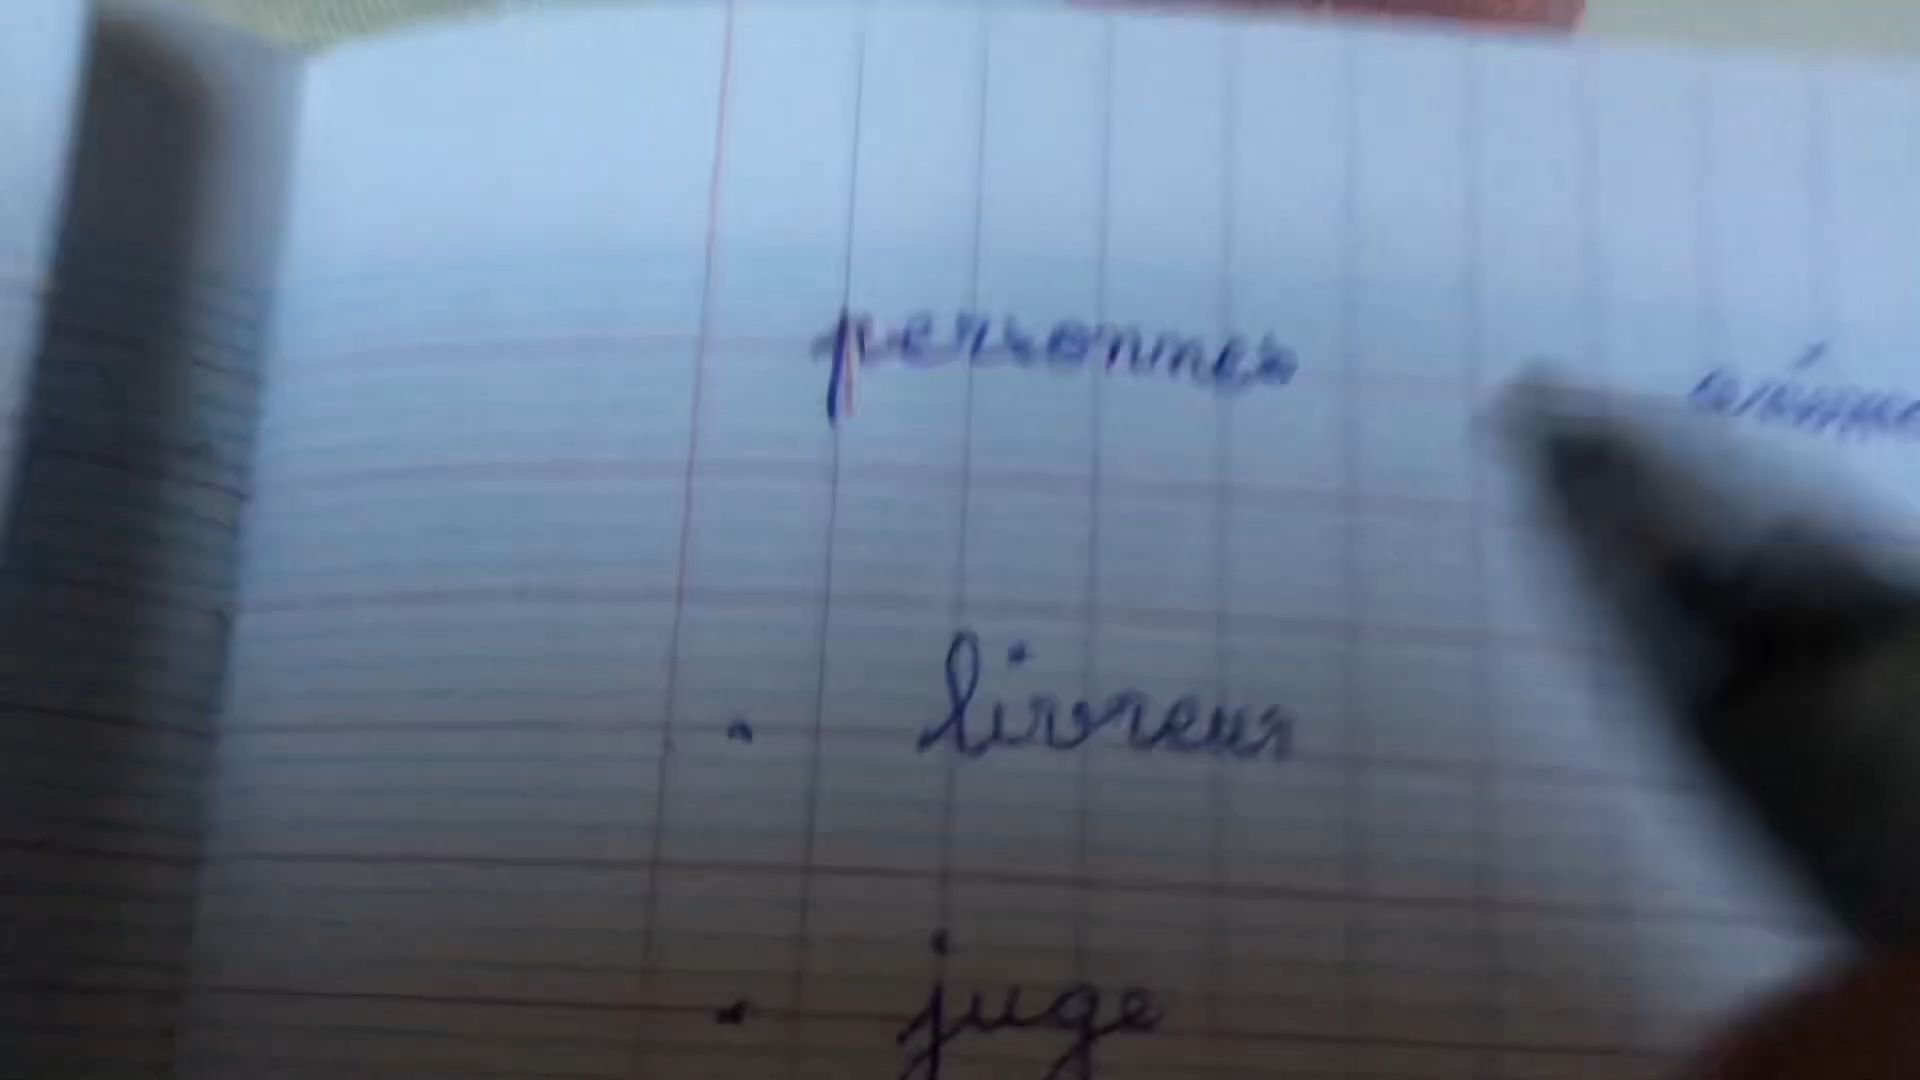 personnes
• livreur
• juge